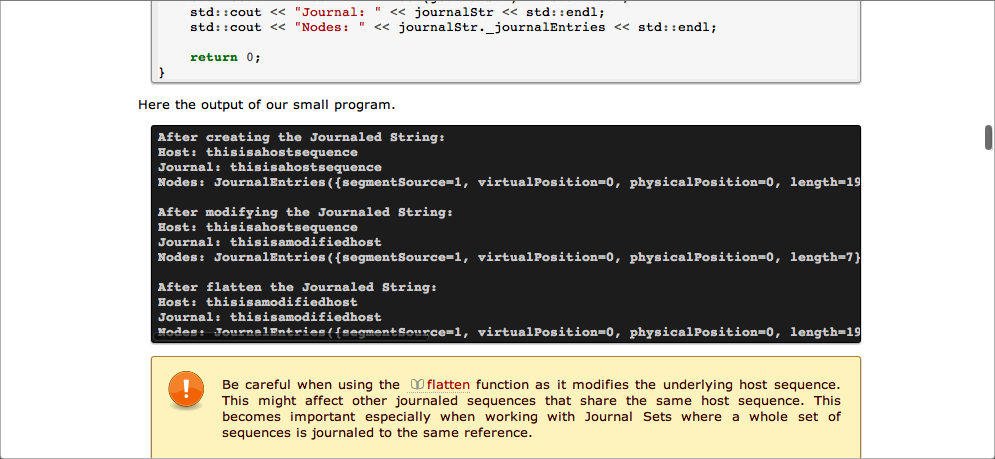 std::cout << "Journal: " << journalStr << std::endl;
std::cout << "Nodes: " << journalStr._journalEntries << std::endl;
return 0;
}
Here the output of our small program.
After creating the Journaled String:
Host: thisisahostsequence
Journal: thisisahostsequence
Nodes: JournalEntries({segmentSource=1, virtualPosition=0, physicalPosition=0, length=19
After modifying the Journaled String:
Host: thisisahostsequence
Journal: thisisamodifiedhost
Nodes: JournalEntries({segmentSource=1, virtualPosition=0, physicalPosition=0, length=7}
After flatten the Journaled String:
Host: thisisamodifiedhost
Journal: thisisamodifiedhost
Nodes: JournalEntries({segmentSource=1, virtualPosition=0, physicalPosition=0, length=19
Be careful when using the flatten function as it modifies the underlying host sequence.
This might affect other journaled sequences that share the same host sequence. This
becomes important especially when working with Journal Sets where a whole set of
sequences is journaled to the same reference.